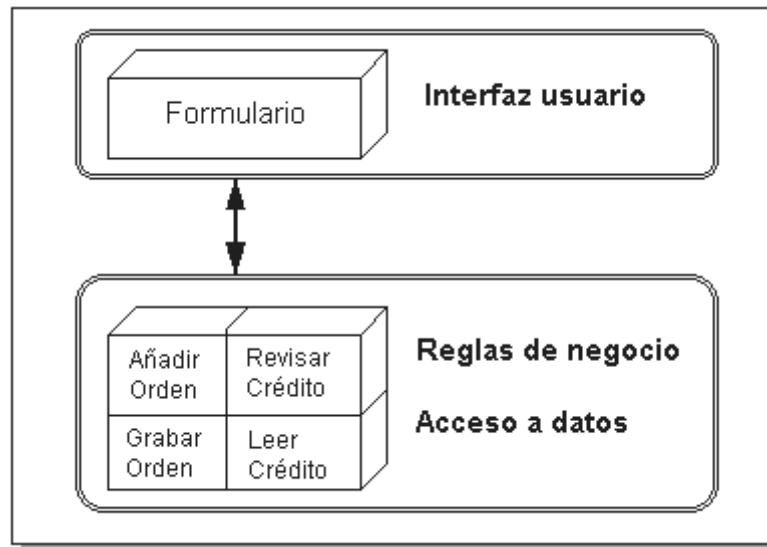 Formulario
Interfaz usuario
Añadir
Orden
Revisar
Crédito
Reglas de negocio
Grabar
Orden
Leer
Crédito
Acceso a datos